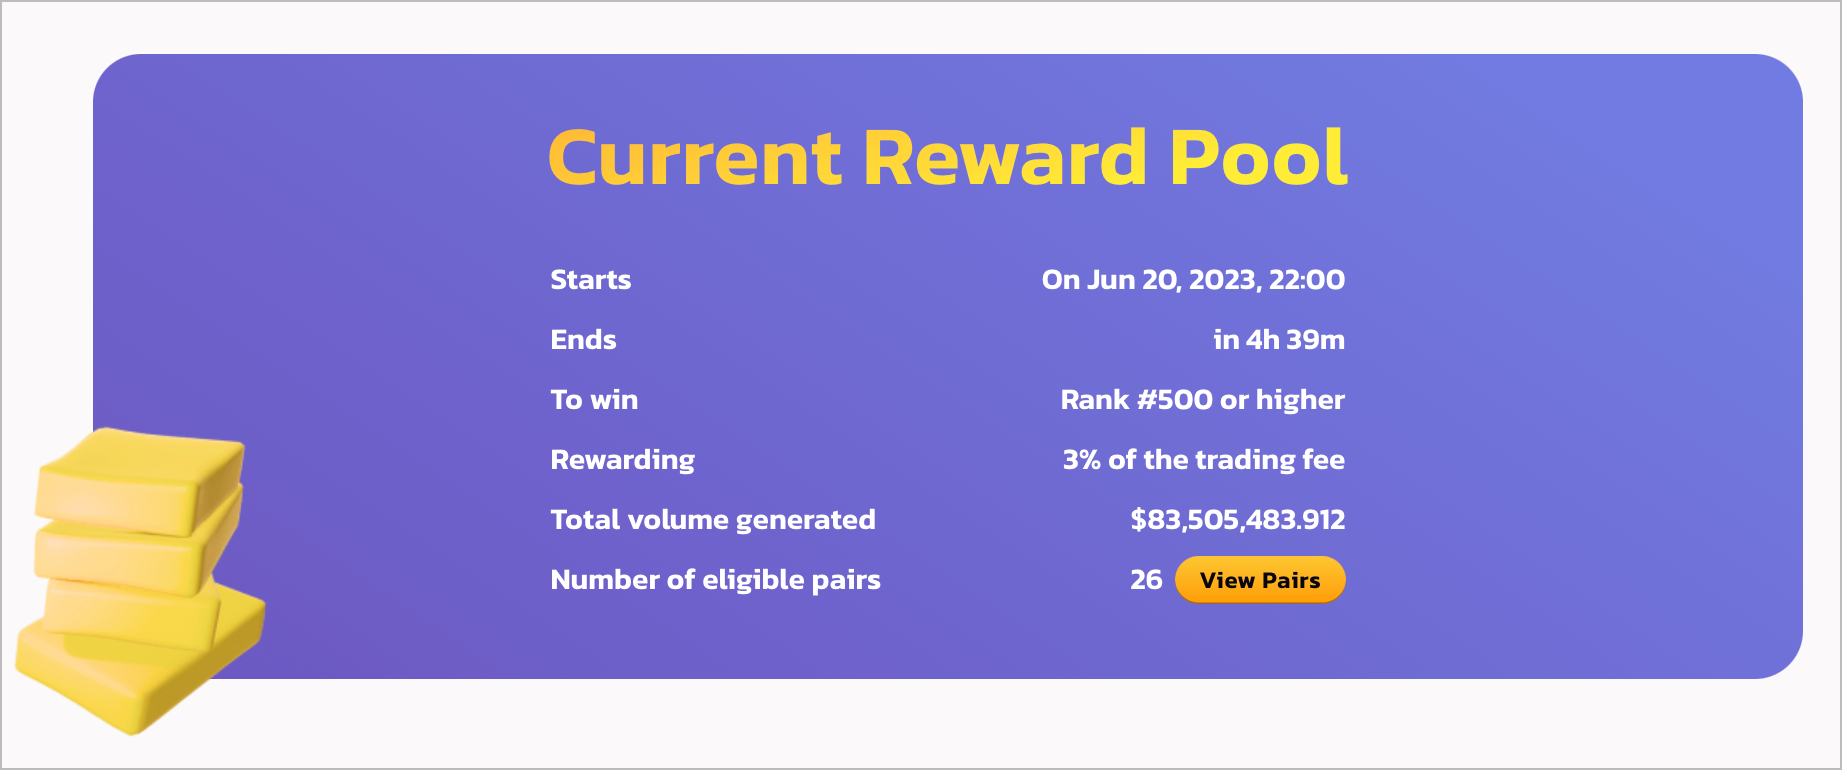 Current Reward Pool
Starts On Jun 20, 2023, 22:00
Ends in 4h 39m
To win Rank #500 or higher
Rewarding 3% of the trading fee
Total volume generated $83,505,483.912
Number of eligible pairs 26 View Pairs